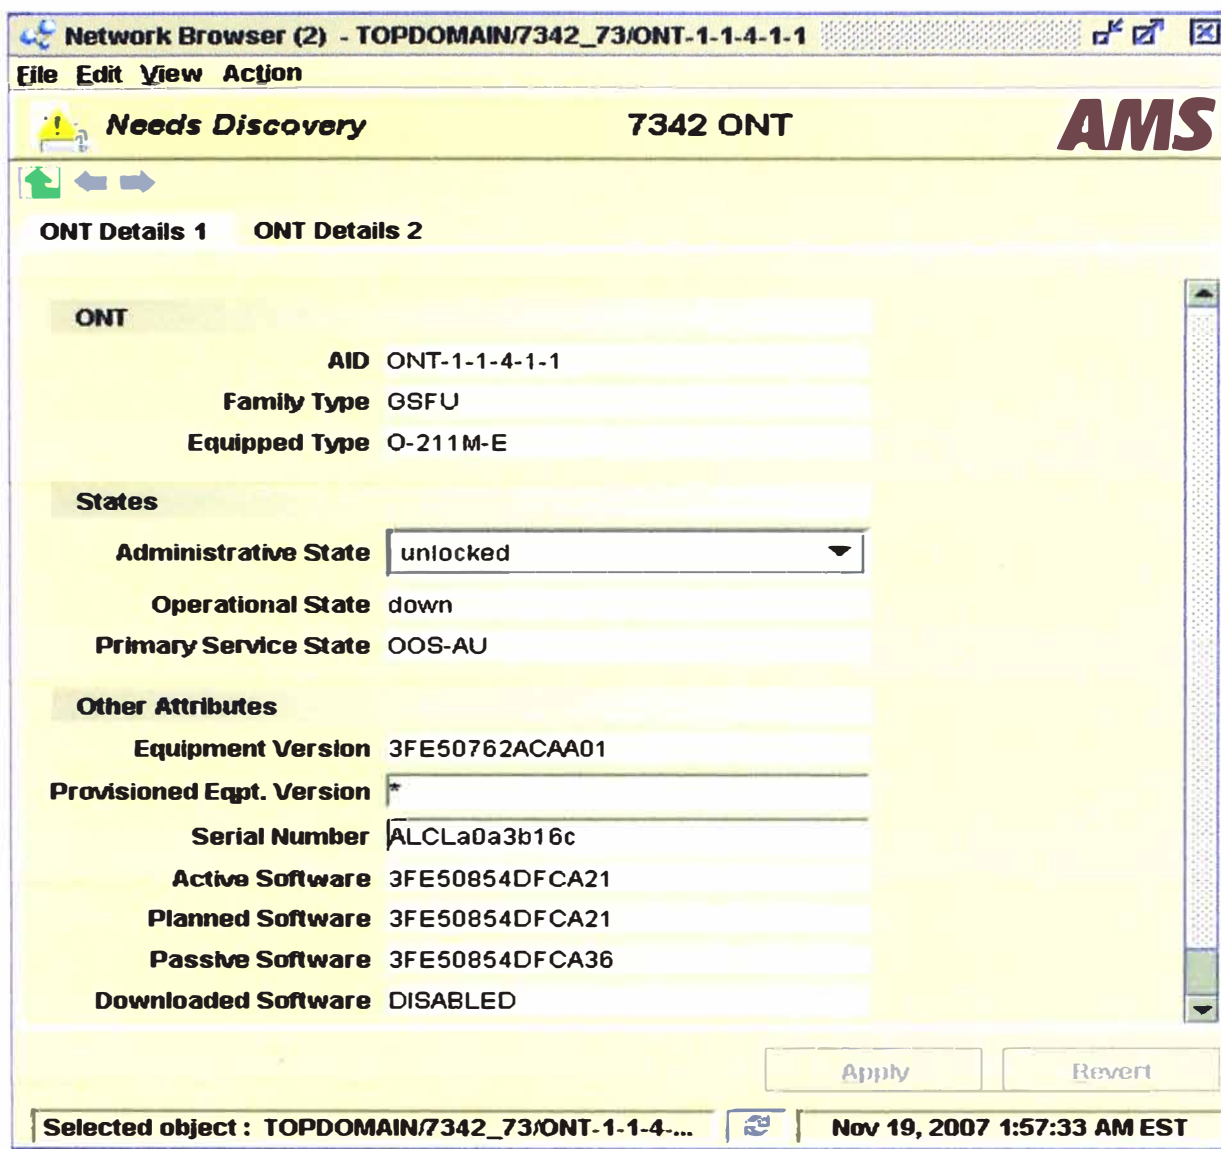 Network Browser (2) - TOPDOMAIN/7342_73/ONT-1-1-4-1-1
File Edit View Action
Needs Discovery 7342 ONT AMS
ONT Details 1 ONT Details 2
ONT
AID ONT-1-1-4-1-1
Family Type GSFU
Equipped Type O-211M-E
States
Administrative State unlocked
Operational State down
Primary Service State OOS-AU
Other Attributes
Equipment Version 3FE50762ACAA01
Provisioned Eqpt. Version *
Serial Number ALCLa0a3b16c
Active Software 3FE50854DFCA21
Planned Software 3FE50854DFCA21
Passive Software 3FE50854DFCA36
Downloaded Software DISABLED
Apply Revert
Selected object : TOPDOMAIN/7342_73/ONT-1-1-4-... Nov 19, 2007 1:57:33 AM EST